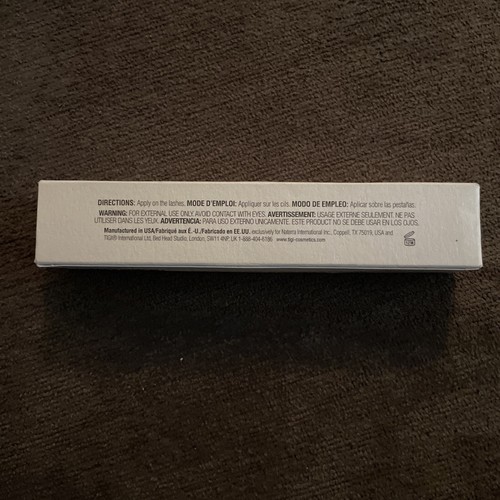 DIRECTIONS: Apply on the lashes. MODE D'EMPLOI: Appliquer sur les cils. MODO DE EMPLEO: Aplicar sobre las pestañas.
WARNING: FOR EXTERNAL USE ONLY. AVOID CONTACT WITH EYES. AVERTISSEMENT: USAGE EXTERNE SEULEMENT. NE PAS
UTILISER DANS LES YEUX. ADVERTENCIA: PARA USO EXTERNO UNICAMENTE. ESTE PRODUCTO NO SE DEBE USAR EN LOS OJOS.
Manufactured in USA/Fabriqué aux É.-U./Fabricado en EE.UU. exclusively for Naterra International Inc., Coppell, TX 75019, USA and
TIGI® International Ltd, Bed Head Studio, London, SW11 4NP, UK 1-888-404-6196 www.tigi-cosmetics.com